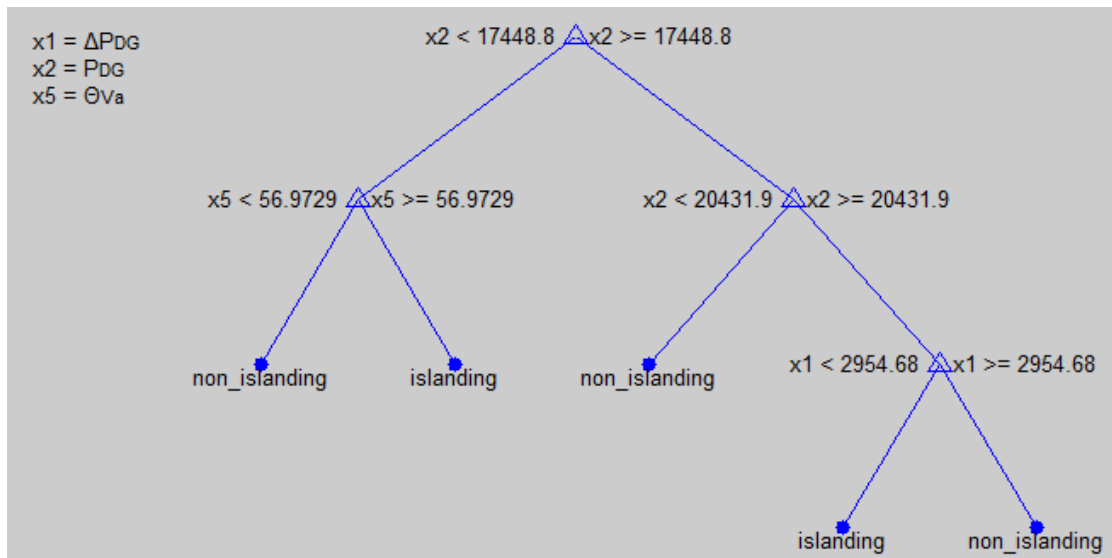 x1 = ΔPDG
x2 = PDG
x5 = ΘVa
x2 < 17448.8 x2 >= 17448.8
x5 < 56.9729 x5 >= 56.9729
x2 < 20431.9 x2 >= 20431.9
non_islanding
islanding
non_islanding
x1 < 2954.68 x1 >= 2954.68
islanding
non_islanding